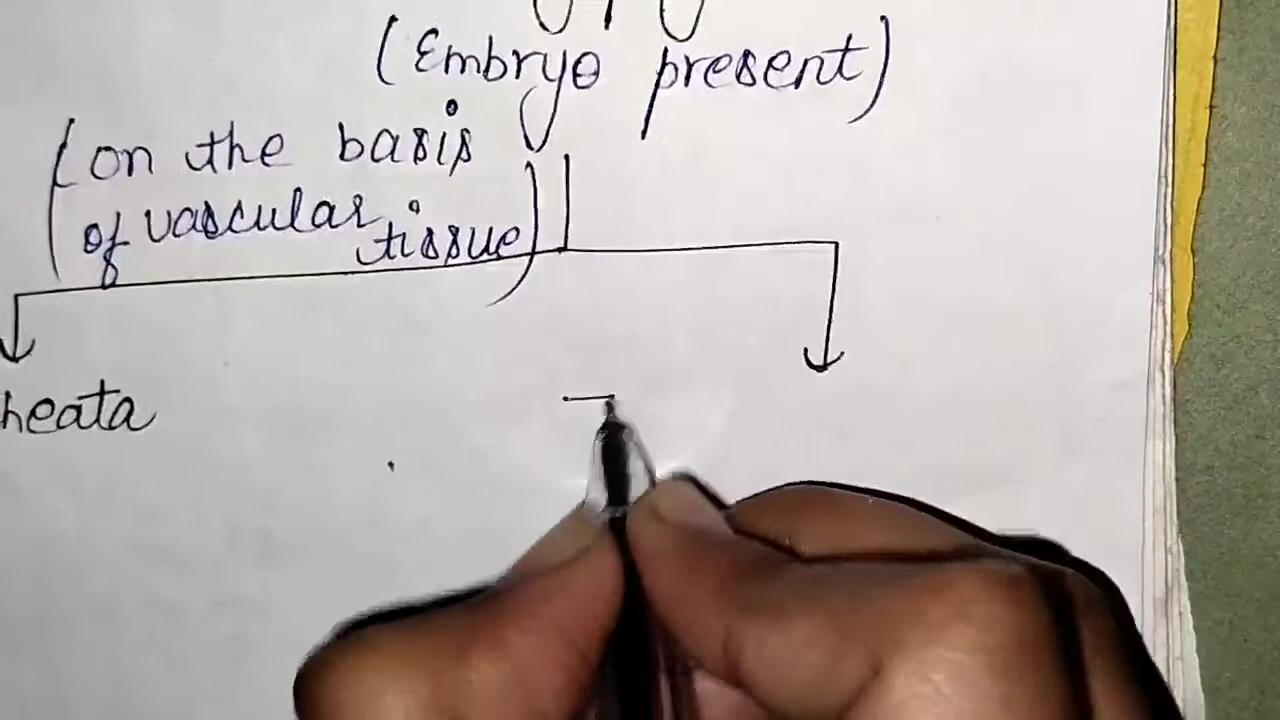 (Embryo present)
(on the basis
of vascular
tissue)
heata